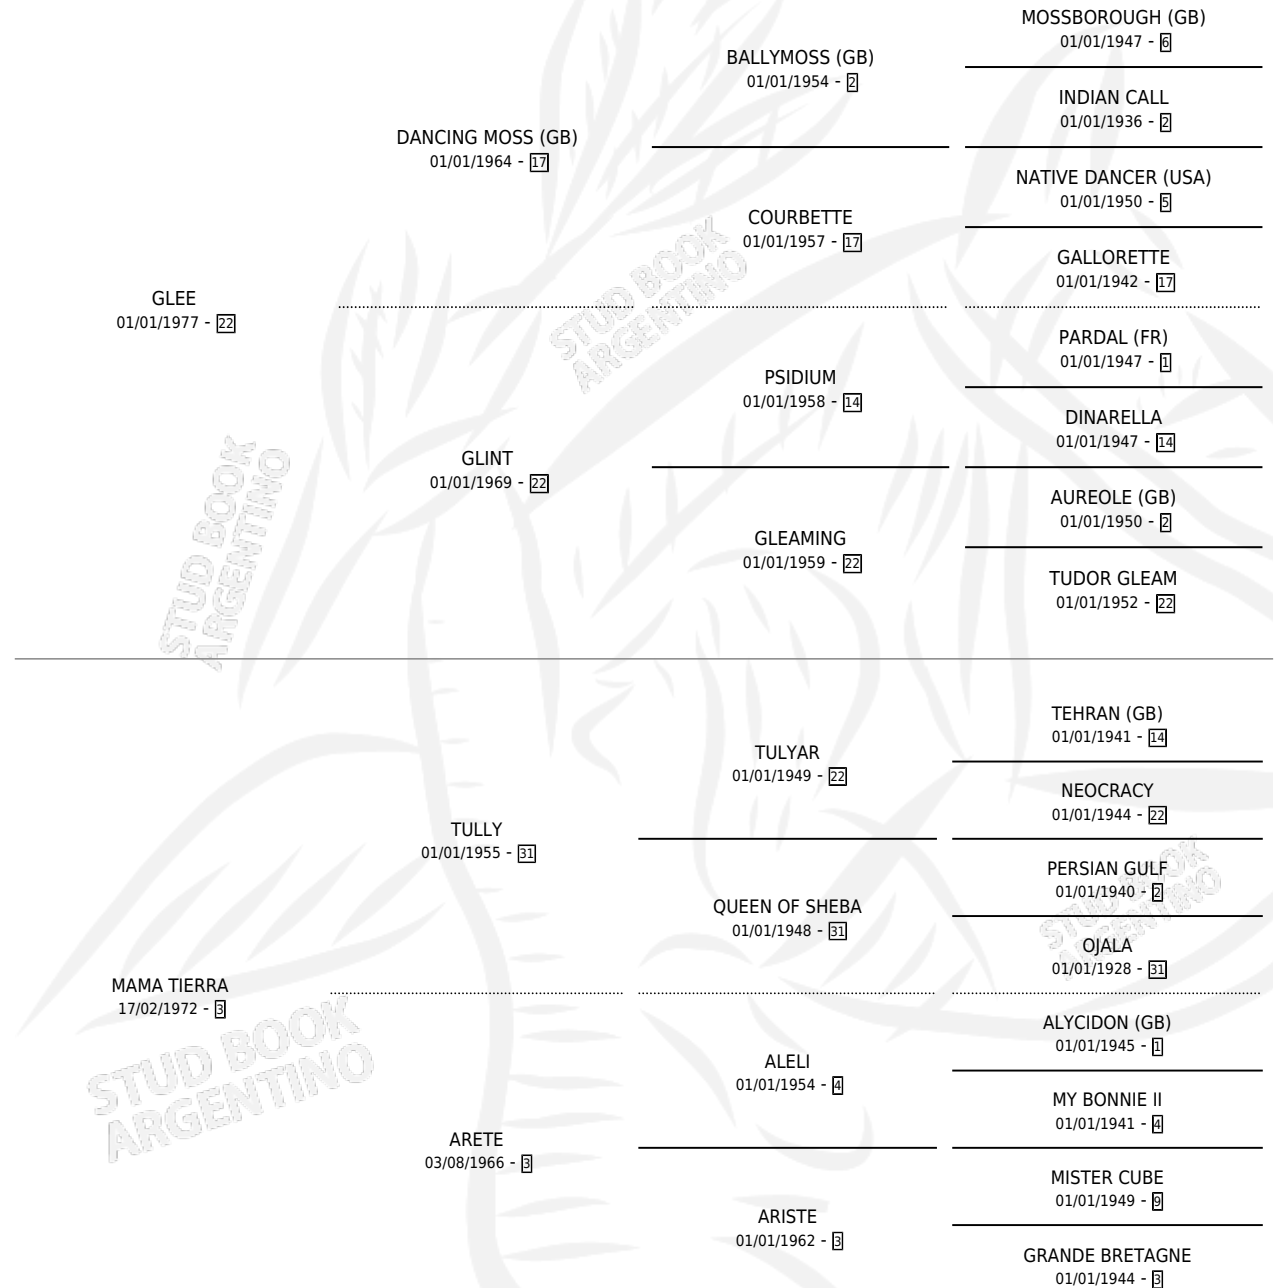 MOSSBOROUGH (GB)
01/01/1947 - 6
BALLYMOSS (GB)
01/01/1954 - 2
INDIAN CALL
01/01/1936 - 2
DANCING MOSS (GB)
01/01/1964 - 17
NATIVE DANCER (USA)
01/01/1950 - 5
COURBETTE
01/01/1957 - 17
GALLORETTE
01/01/1942 - 17
GLEE
01/01/1977 - 22
PARDAL (FR)
01/01/1947 - 1
PSIDIUM
01/01/1958 - 14
DINARELLA
01/01/1947 - 14
GLINT
01/01/1969 - 22
AUREOLE (GB)
01/01/1950 - 2
GLEAMING
01/01/1959 - 22
TUDOR GLEAM
01/01/1952 - 22
STUD BOOK
ARGENTINO
STUD BOOK
ARGENTINO
TEHRAN (GB)
01/01/1941 - 14
TULYAR
01/01/1949 - 22
NEOCRACY
01/01/1944 - 22
TULLY
01/01/1955 - 31
PERSIAN GULF
01/01/1940 - 2
QUEEN OF SHEBA
01/01/1948 - 31
OJALA
01/01/1928 - 31
STUD BOOK
ARGENTINO
MAMA TIERRA
17/02/1972 - 3
ALYCIDON (GB)
01/01/1945 - 1
ALELI
01/01/1954 - 4
MY BONNIE II
01/01/1941 - 4
STUD BOOK
ARGENTINO
ARETE
03/08/1966 - 3
MISTER CUBE
01/01/1949 - 9
ARISTE
01/01/1962 - 3
GRANDE BRETAGNE
01/01/1944 - 3